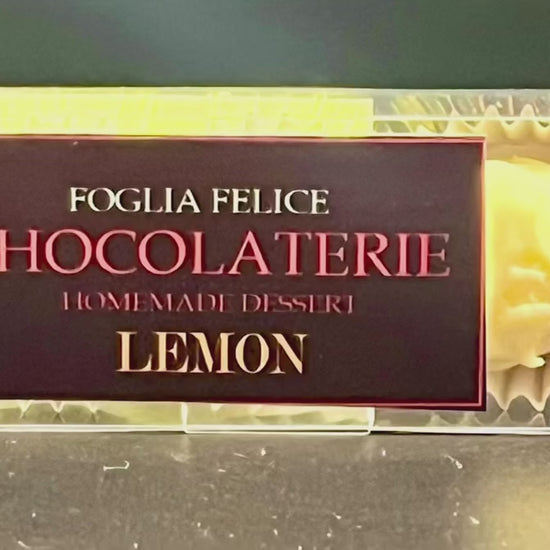 FOGLIA FELICE
HOCOLATERIE
HOMEMADE DESSERT
LEMON